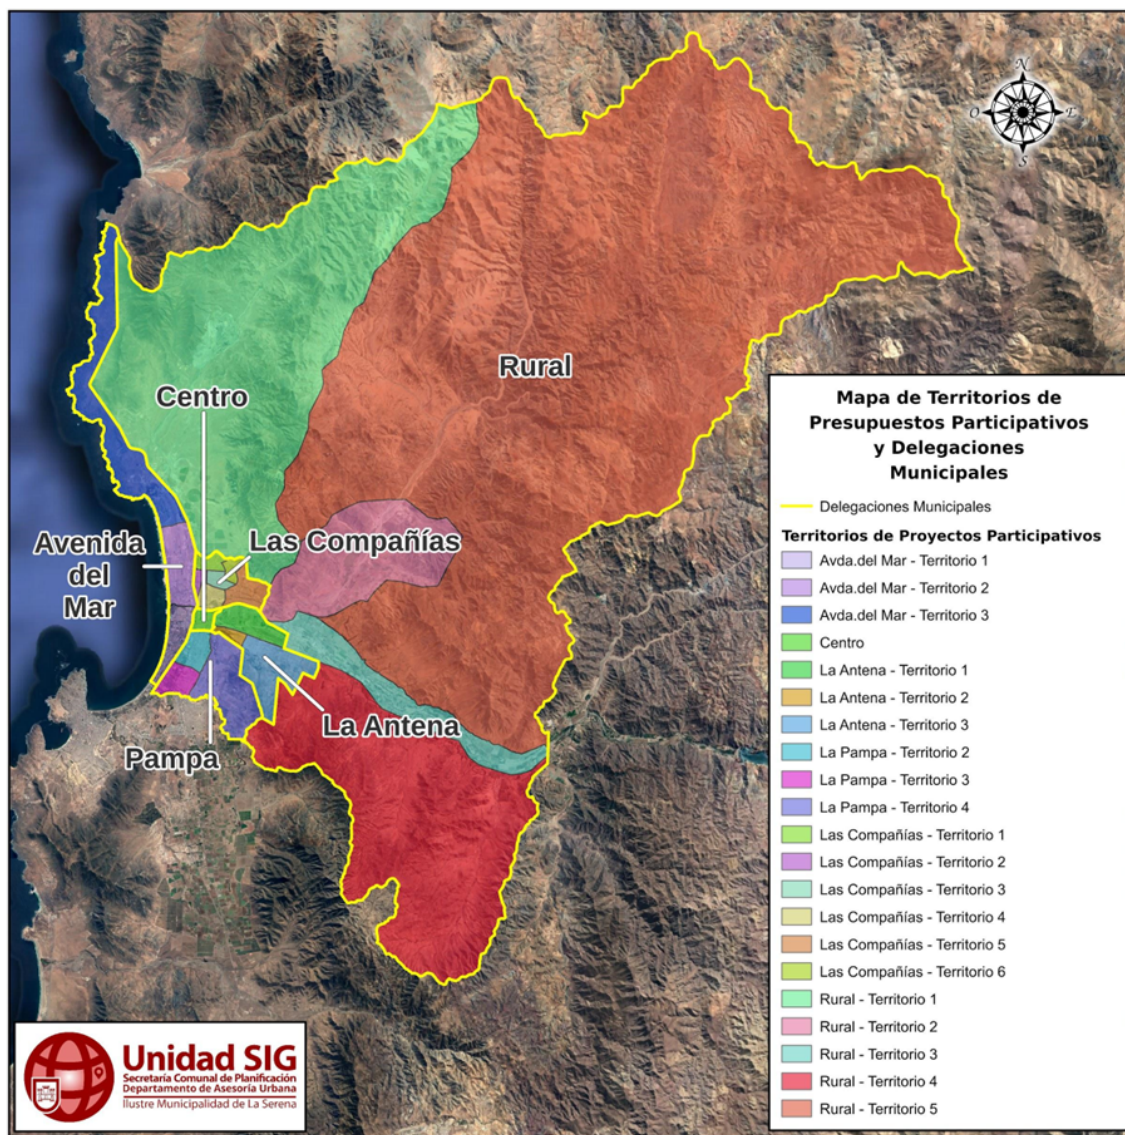 N
O
E
S
Rural
Centro
Las Compañías
Avenida
del
Mar
La Antena
Pampa
Mapa de Territorios de
Presupuestos Participativos
y Delegaciones
Municipales
Delegaciones Municipales
Territorios de Proyectos Participativos
Avda.del Mar - Territorio 1
Avda.del Mar - Territorio 2
Avda.del Mar - Territorio 3
Centro
La Antena - Territorio 1
La Antena - Territorio 2
La Antena - Territorio 3
La Pampa - Territorio 2
La Pampa - Territorio 3
La Pampa - Territorio 4
Las Compañías - Territorio 1
Las Compañías - Territorio 2
Las Compañías - Territorio 3
Las Compañías - Territorio 4
Las Compañías - Territorio 5
Las Compañías - Territorio 6
Rural - Territorio 1
Rural - Territorio 2
Rural - Territorio 3
Rural - Territorio 4
Rural - Territorio 5
Unidad SIG
Secretaría Comunal de Planificación
Departamento de Asesoría Urbana
Ilustre Municipalidad de La Serena